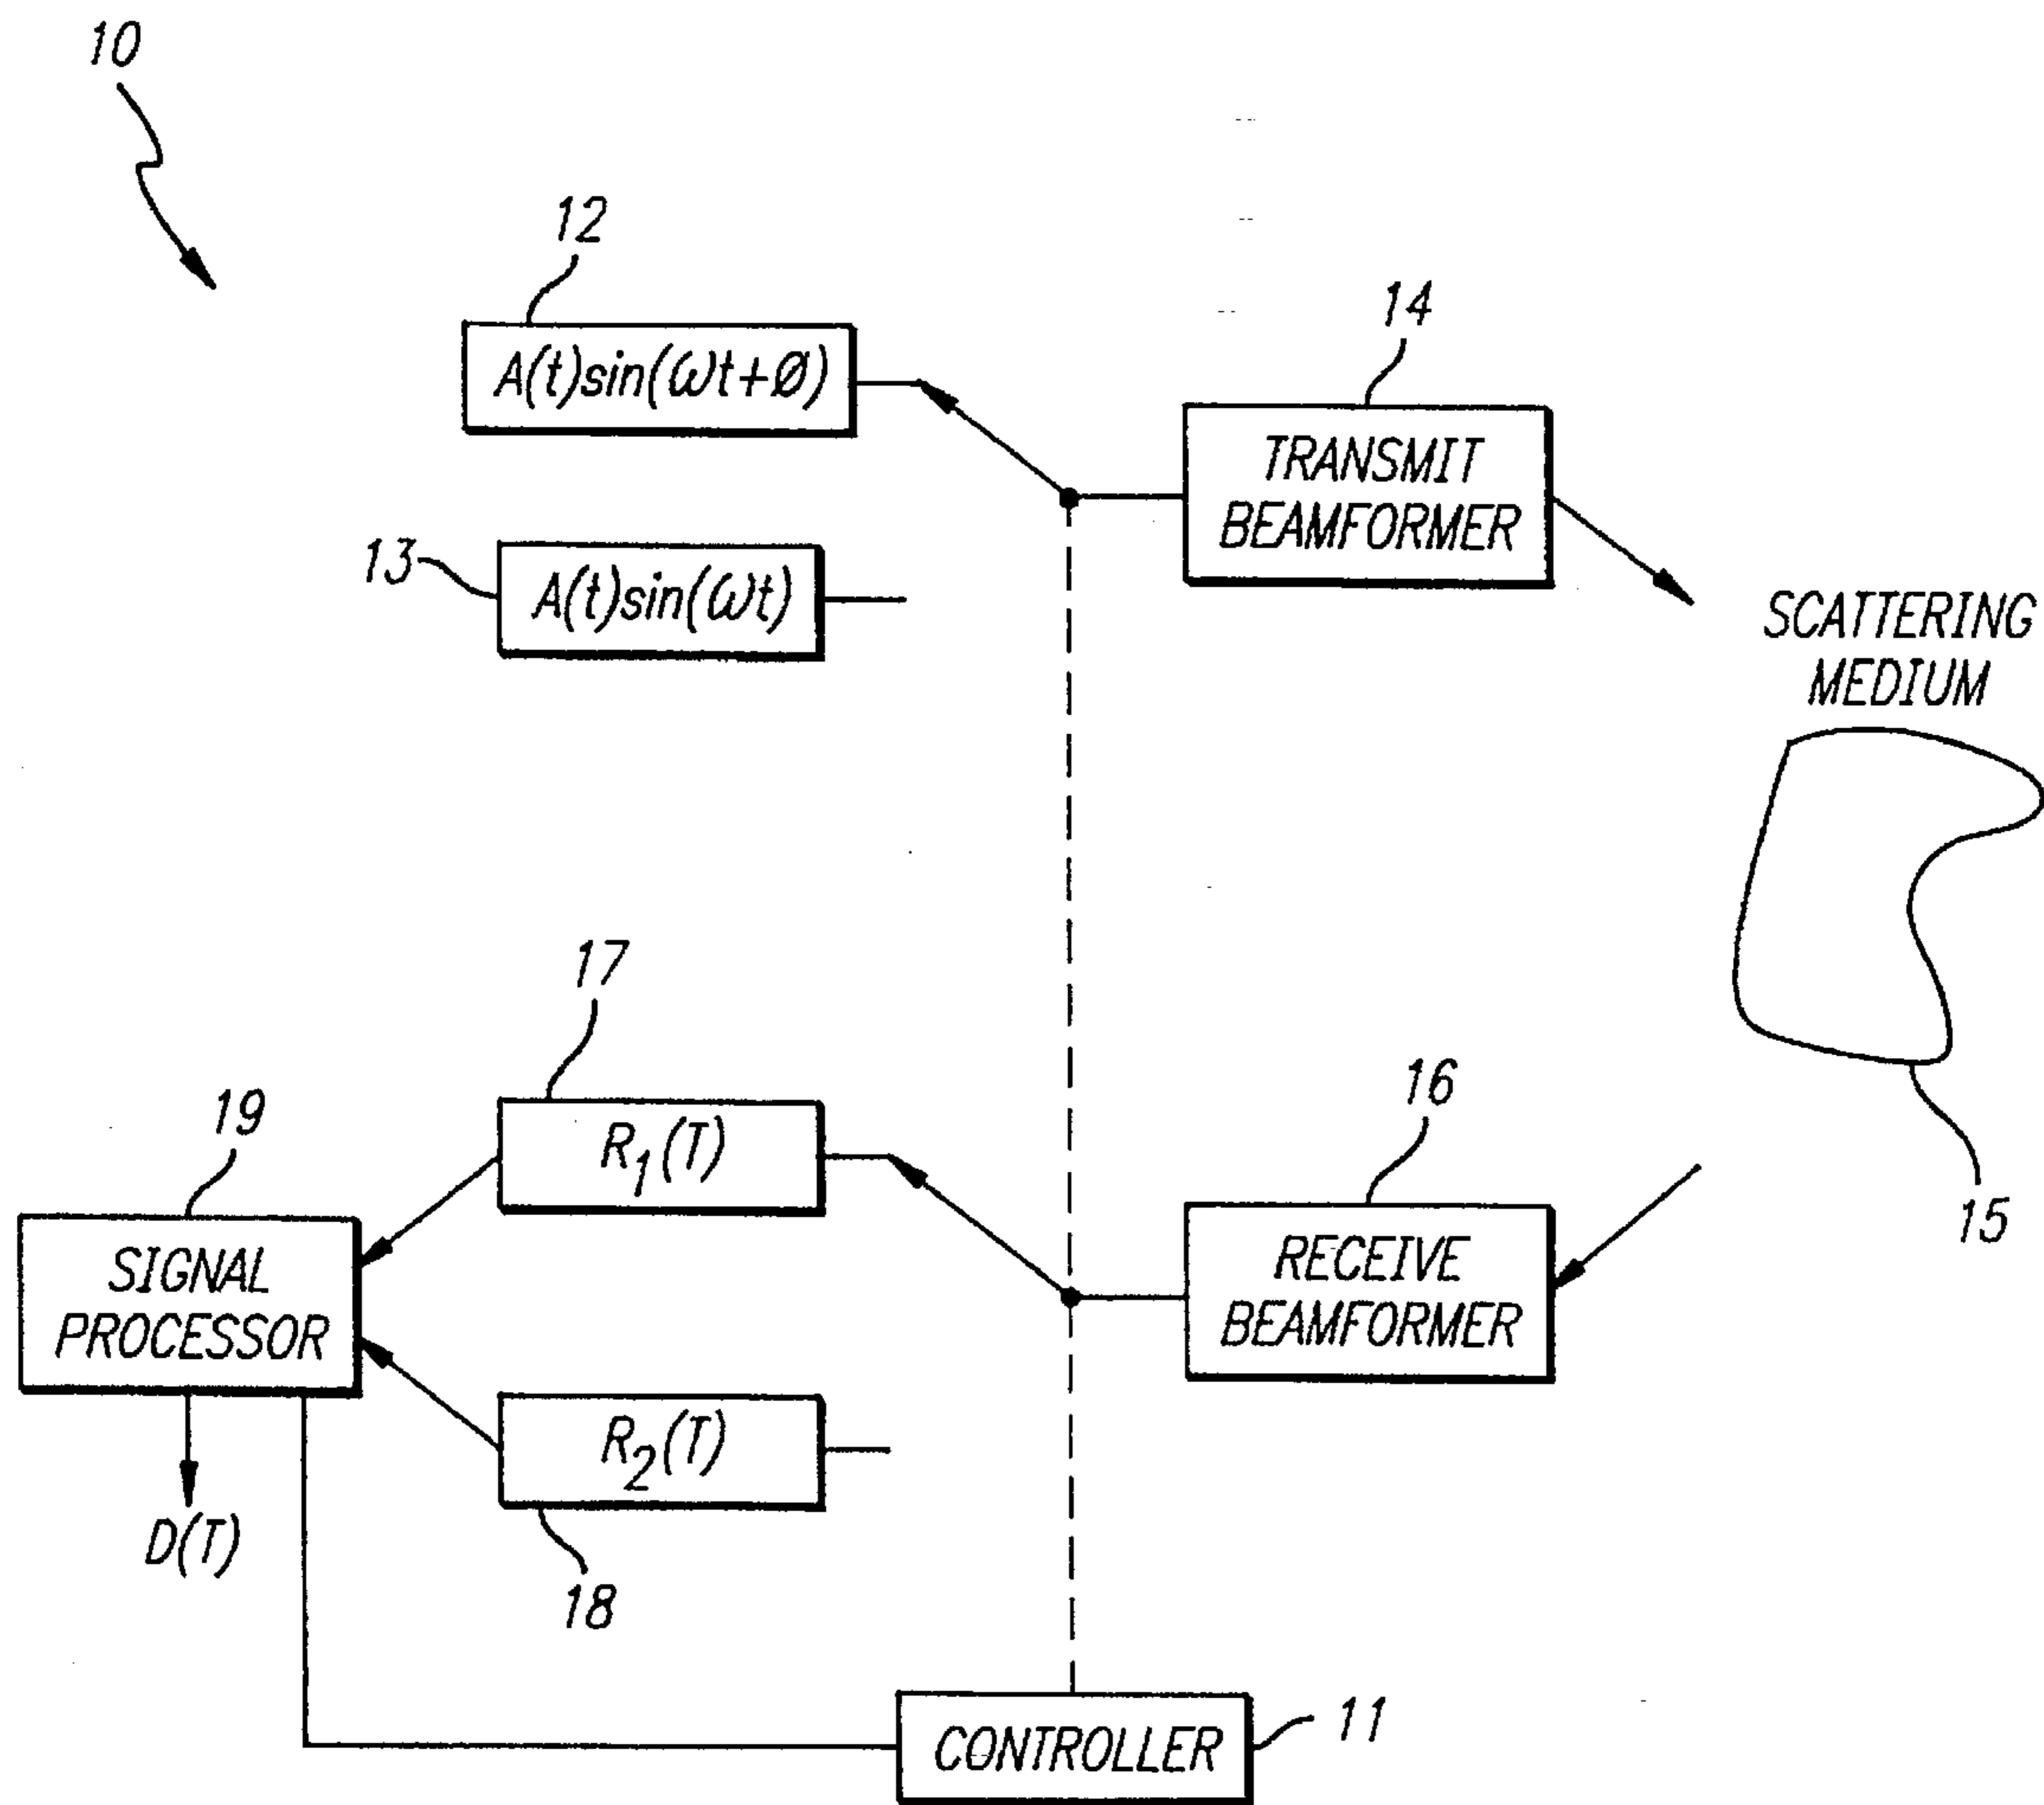 10
12
A(t)sin(ωt+Ø)
14
TRANSMIT
BEAMFORMER
13
A(t)sin(ωt)
SCATTERING
MEDIUM
17
R₁(T)
16
RECEIVE
BEAMFORMER
15
19
SIGNAL
PROCESSOR
R₂(T)
D(T)
18
CONTROLLER
11